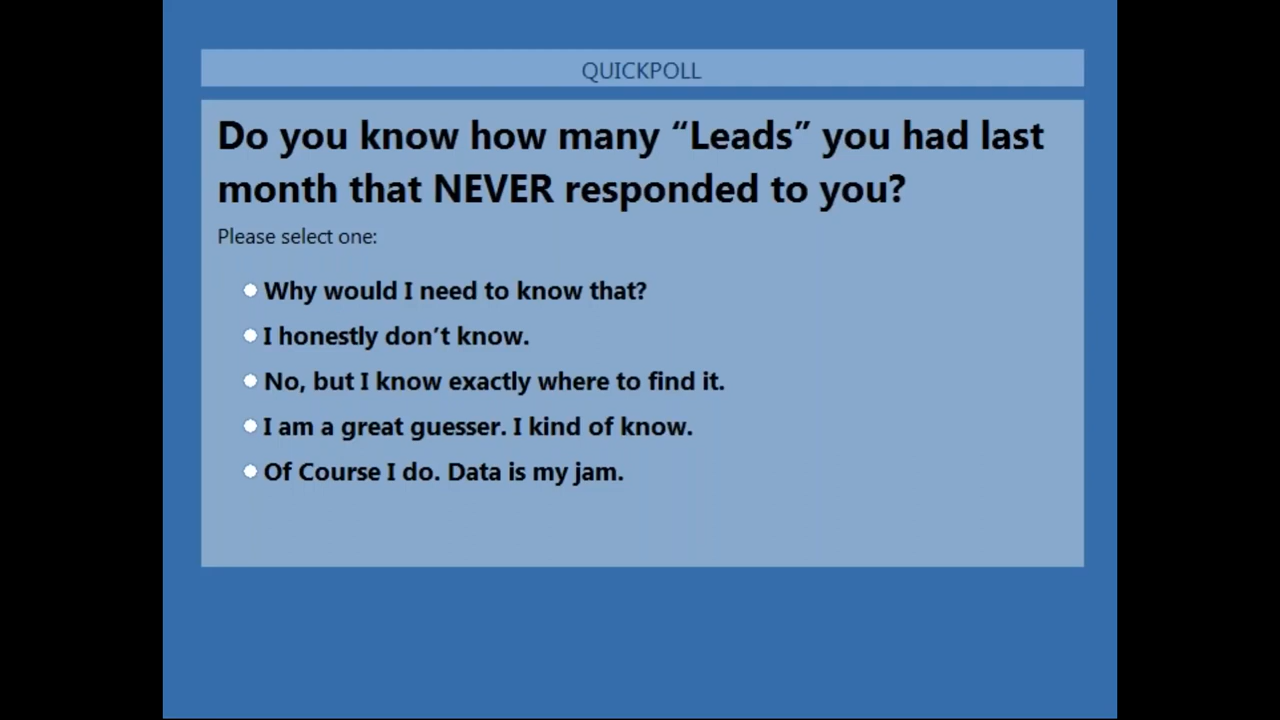 QUICKPOLL
Do you know how many “Leads” you had last
month that NEVER responded to you?
Please select one:
Why would I need to know that?
I honestly don’t know.
No, but I know exactly where to find it.
I am a great guesser. I kind of know.
Of Course I do. Data is my jam.